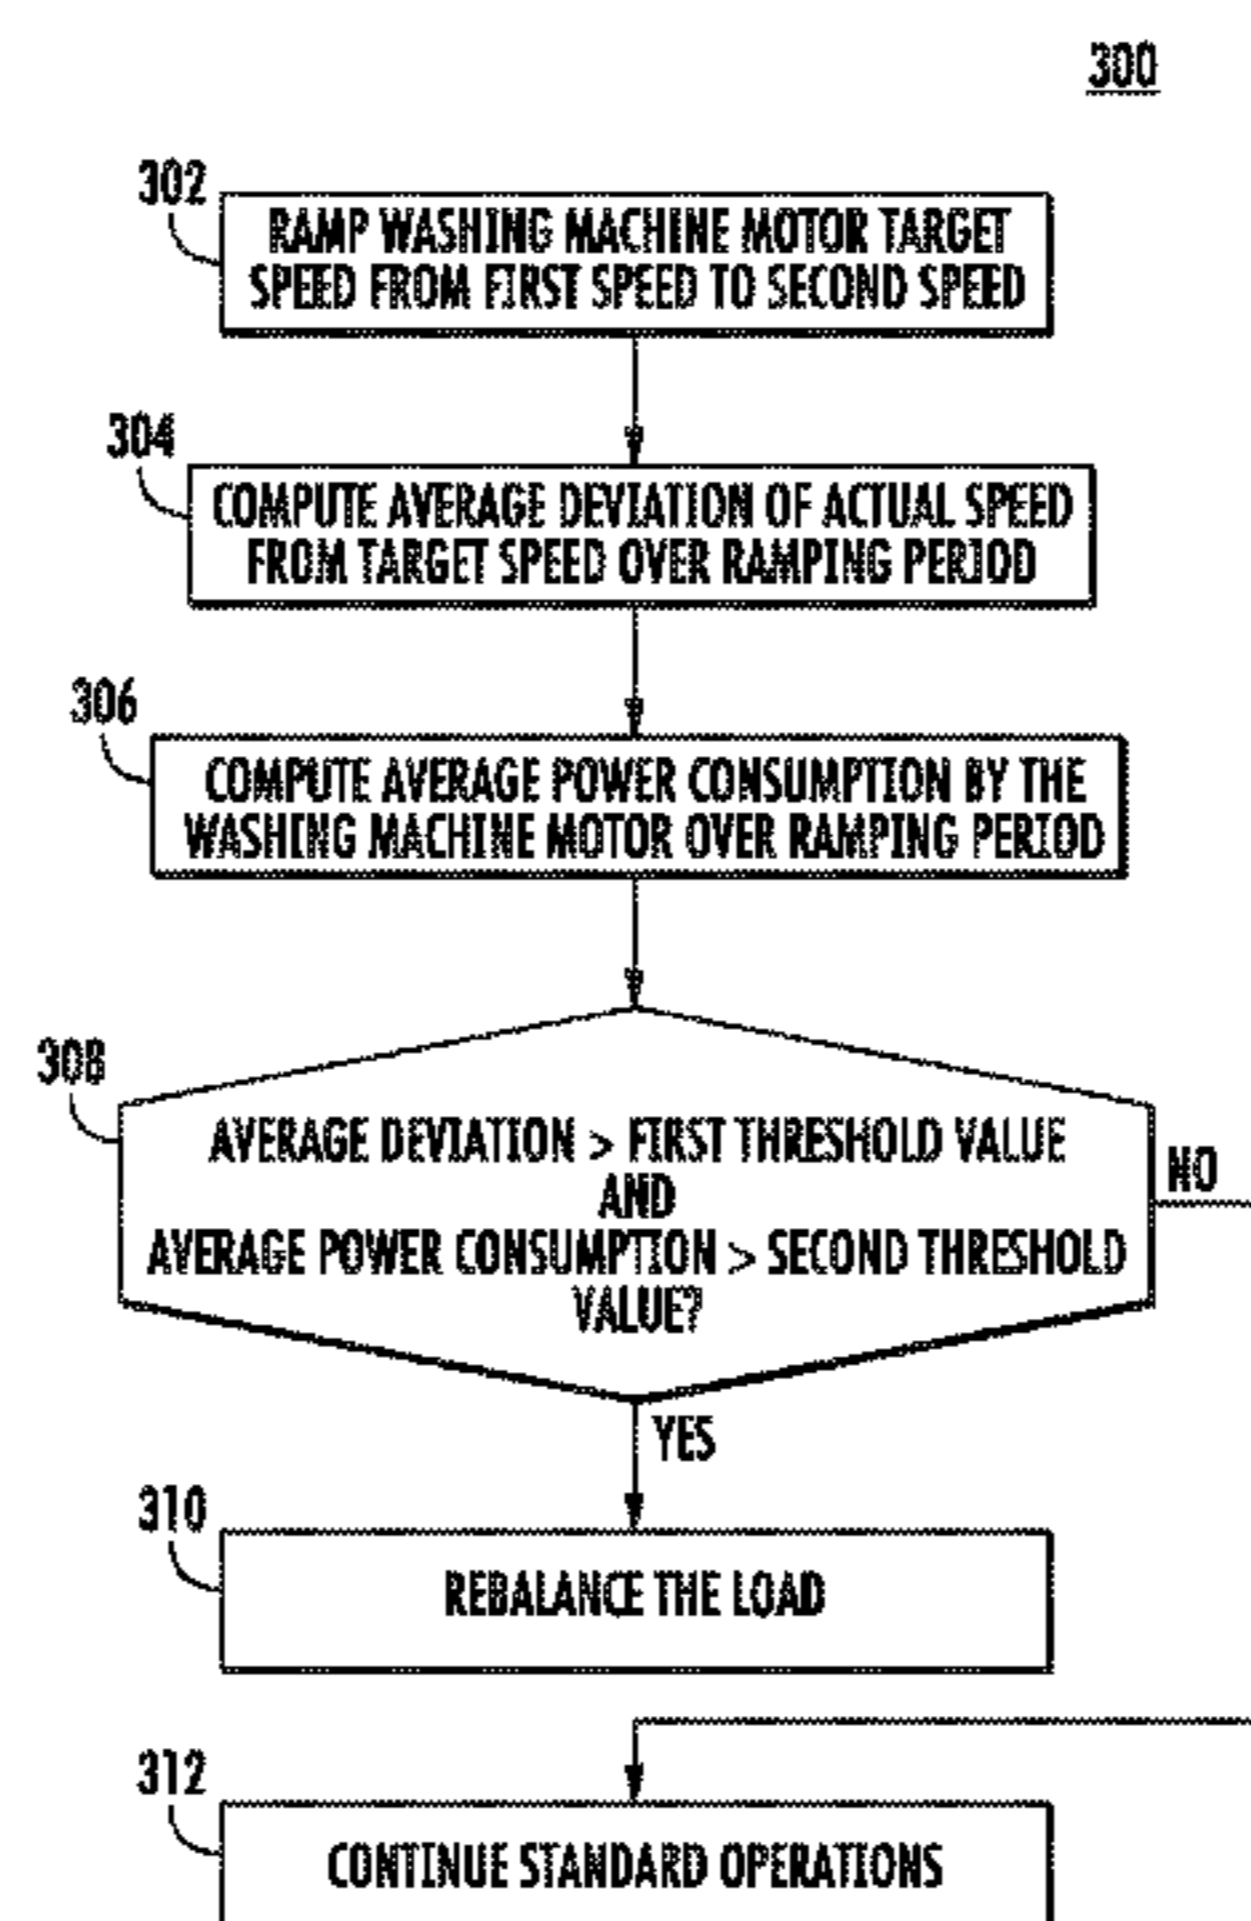 300
302
RAMP WASHING MACHINE MOTOR TARGET
SPEED FROM FIRST SPEED TO SECOND SPEED
304
COMPUTE AVERAGE DEVIATION OF ACTUAL SPEED
FROM TARGET SPEED OVER RAMPING PERIOD
306
COMPUTE AVERAGE POWER CONSUMPTION BY THE
WASHING MACHINE MOTOR OVER RAMPING PERIOD
308
AVERAGE DEVIATION > FIRST THRESHOLD VALUE
AND
AVERAGE POWER CONSUMPTION > SECOND THRESHOLD
VALUE?
NO
YES
310
REBALANCE THE LOAD
312
CONTINUE STANDARD OPERATIONS